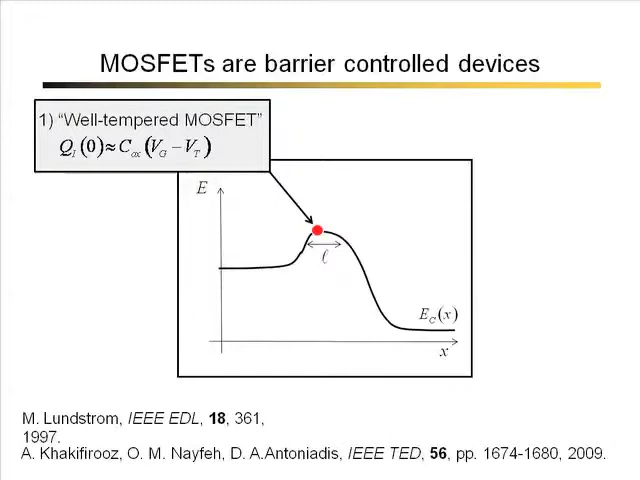 MOSFETs are barrier controlled devices
1) “Well-tempered MOSFET”
Q_I(0)≈C_ox(V_G − V_T)
E
ℓ
E_C(x)
x
M. Lundstrom, IEEE EDL, 18, 361,
1997.
A. Khakifirooz, O. M. Nayfeh, D. A.Antoniadis, IEEE TED, 56, pp. 1674-1680, 2009.